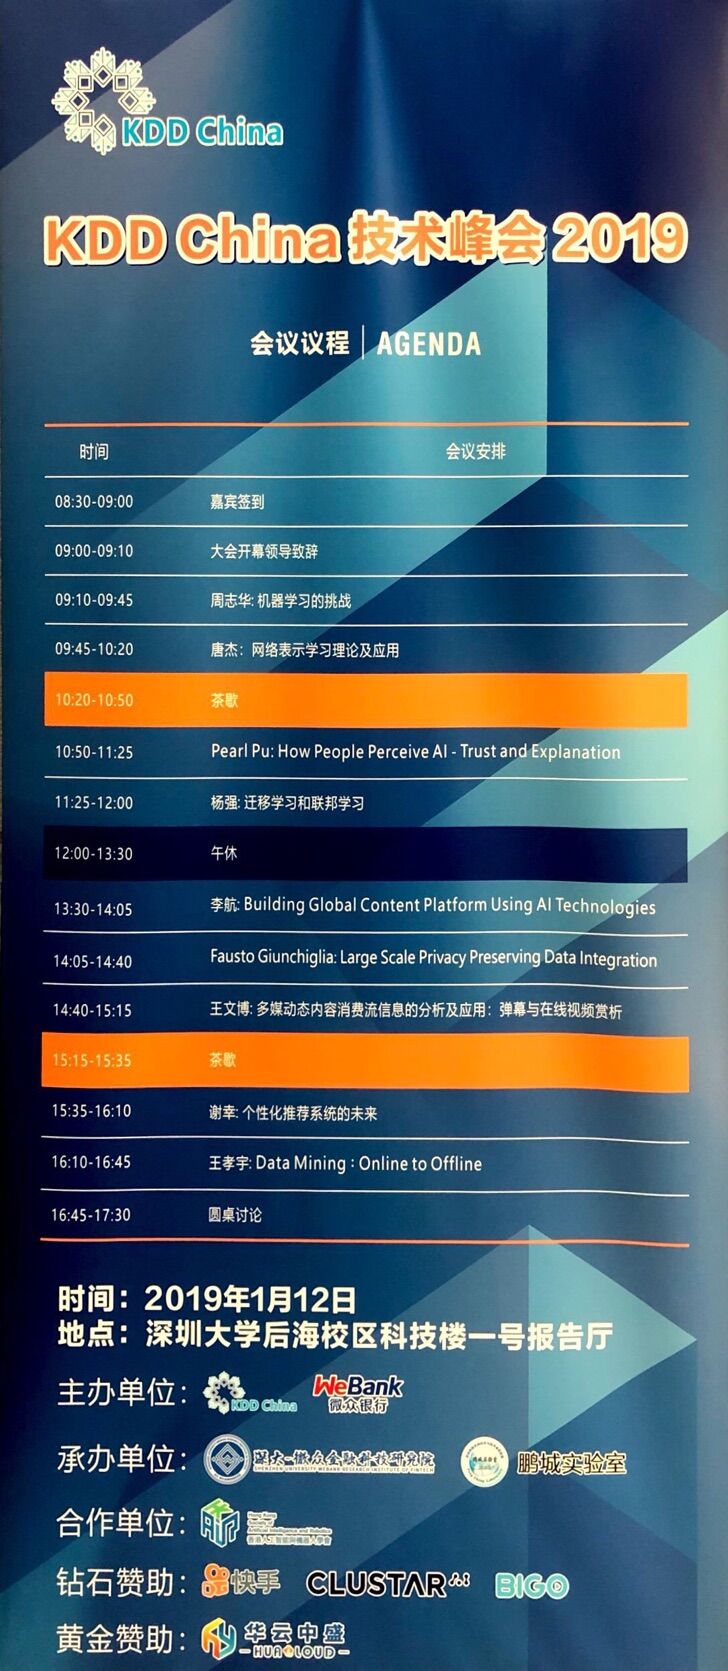 KDD China
KDD China 技术峰会 2019
会议议程 | AGENDA
时间 会议安排
08:30-09:00 嘉宾签到
09:00-09:10 大会开幕领导致辞
09:10-09:45 周志华: 机器学习的挑战
09:45-10:20 唐杰：网络表示学习理论及应用
10:20-10:50 茶歇
10:50-11:25 Pearl Pu: How People Perceive AI - Trust and Explanation
11:25-12:00 杨强: 迁移学习和联邦学习
12:00-13:30 午休
13:30-14:05 李航: Building Global Content Platform Using AI Technologies
14:05-14:40 Fausto Giunchiglia: Large Scale Privacy Preserving Data Integration
14:40-15:15 王文博: 多媒动态内容消费流信息的分析及应用：弹幕与在线视频赏析
15:15-15:35 茶歇
15:35-16:10 谢幸: 个性化推荐系统的未来
16:10-16:45 王孝宇: Data Mining：Online to Offline
16:45-17:30 圆桌讨论
时间：2019年1月12日
地点：深圳大学后海校区科技楼一号报告厅
主办单位： KDD China WeBank 微众银行
承办单位： 深大-微众金融科技研究院 SHENZHEN UNIVERSITY WEBANK RESEARCH INSTITUTE OF FINTECH 鹏城实验室
合作单位： AIR Artificial Intelligence and Robotics 香港人工智能與機器人學會
钻石赞助： 快手 CLUSTAR BIGO
黄金赞助： 华云中盛 HUACLOUD